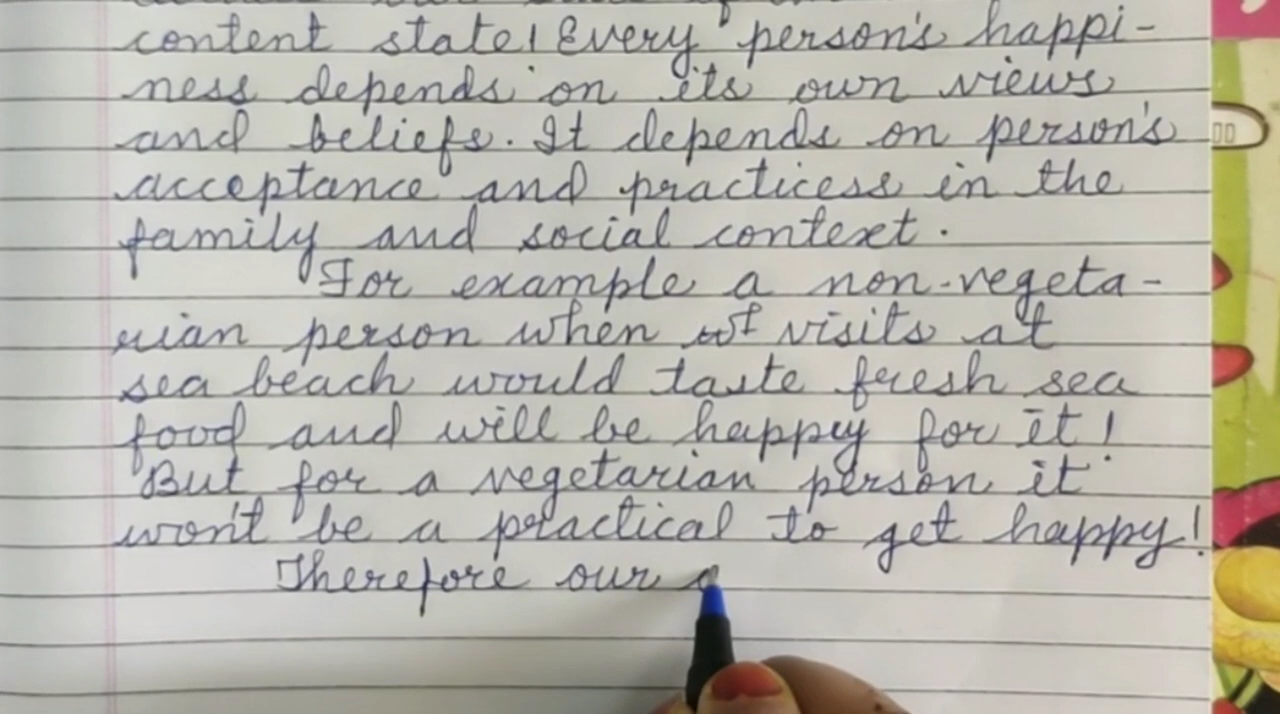 content state! Every person's happi-
ness depends on its own views
and beliefs. It depends on person's
acceptance and practicess in the
family and social context.
For example a non-vegeta-
rian person when visits at
sea beach would taste fresh sea
food and will be happy for it!
But for a vegetarian person it
won't be a practical to get happy!
Therefore our